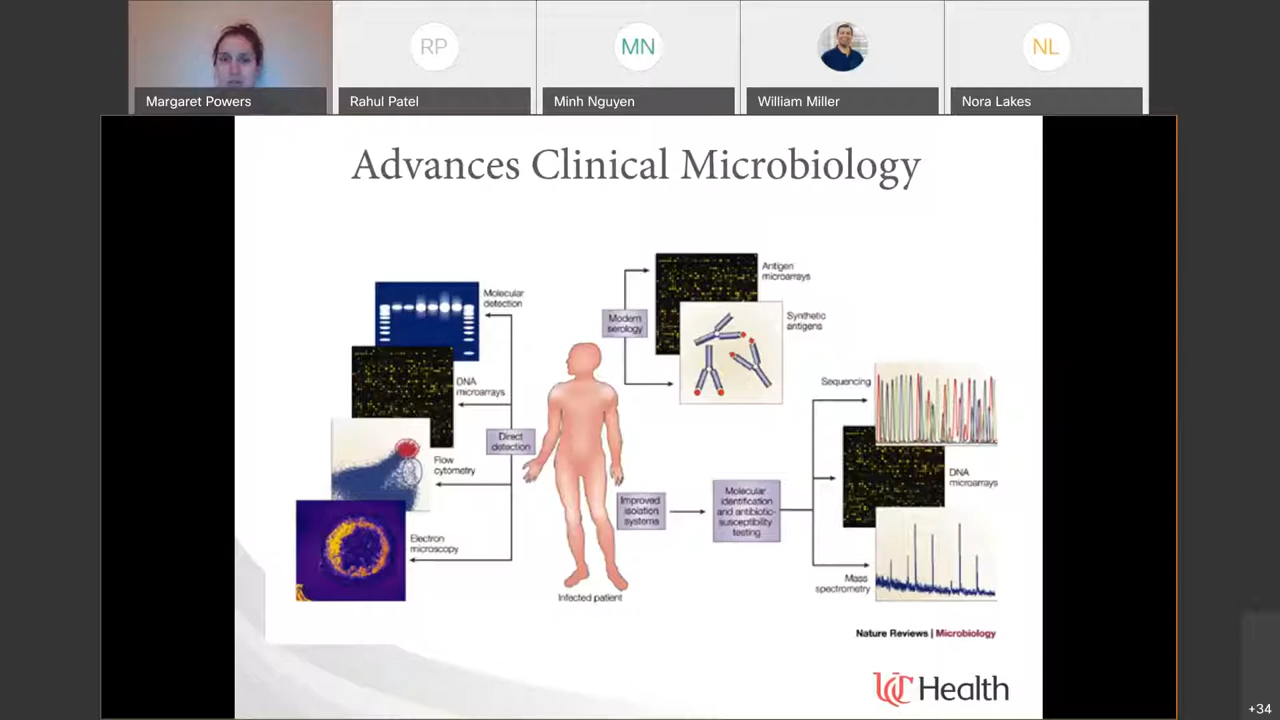 RP
MN
NL
Margaret Powers
Rahul Patel
Minh Nguyen
William Miller
Nora Lakes
Advances Clinical Microbiology
Molecular
detection
DNA
microarrays
Direct
detection
Flow
cytometry
Electron
microscopy
Modern
serology
Antigen
microarrays
Synthetic
antigens
Infected patient
Improved
isolation
systems
Molecular
identification
and antibiotic-
susceptibility
testing
Sequencing
DNA
microarrays
Mass
spectrometry
Nature Reviews | Microbiology
UC Health
+34